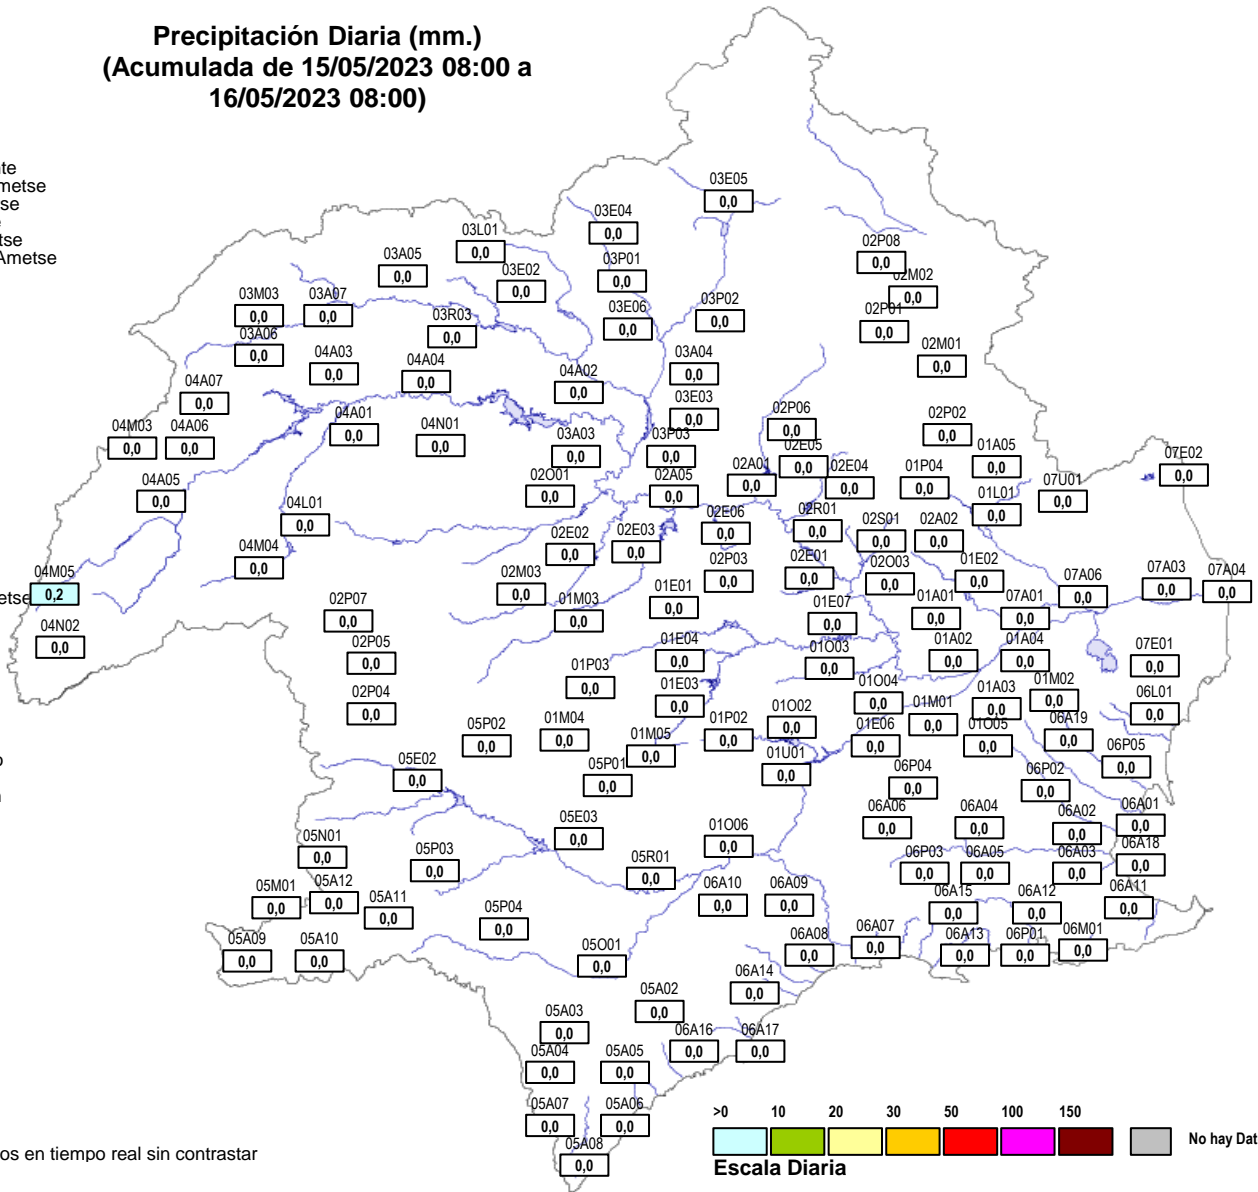 Precipitación Diaria (mm.)
(Acumulada de 15/05/2023 08:00 a
16/05/2023 08:00)
03E05
0,0
03E04
0,0
03L01
0,0
03A05
0,0
03E02
0,0
03P01
0,0
02P08
0,0
02M02
0,0
03M03
0,0
03A07
0,0
03R03
0,0
03E06
0,0
03P02
0,0
02P01
0,0
03A06
0,0
04A03
0,0
04A04
0,0
04A02
0,0
03A04
0,0
02M01
0,0
04A07
0,0
03E03
0,0
04M03
0,0
04A06
0,0
04A01
0,0
04N01
0,0
03A03
0,0
03P03
0,0
02P06
0,0
02E05
0,0
02P02
0,0
01A05
0,0
07E02
0,0
04A05
0,0
02O01
0,0
02A05
0,0
02A01
0,0
02E04
0,0
01P04
0,0
01L01
0,0
07U01
0,0
04L01
0,0
02E02
0,0
02E03
0,0
02E06
0,0
02R01
0,0
02S01
0,0
02A02
0,0
04M04
0,0
04M05
0,2
02M03
0,0
02P03
0,0
02E01
0,0
02O03
0,0
01E02
0,0
07A06
0,0
07A03
0,0
07A04
0,0
04N02
0,0
02P07
0,0
01M03
0,0
01E01
0,0
01E07
0,0
01A01
0,0
07A01
0,0
02P05
0,0
01E04
0,0
01O03
0,0
01A02
0,0
01A04
0,0
07E01
0,0
02P04
0,0
01P03
0,0
01E03
0,0
01O04
0,0
01M01
0,0
01A03
0,0
01M02
0,0
06L01
0,0
05P02
0,0
01M04
0,0
01M05
0,0
01P02
0,0
01O02
0,0
01E06
0,0
01O05
0,0
06A19
0,0
06P05
0,0
05E02
0,0
05P01
0,0
01U01
0,0
06P04
0,0
06P02
0,0
05E03
0,0
01O06
0,0
06A06
0,0
06A04
0,0
06A02
0,0
06A01
0,0
05N01
0,0
05P03
0,0
05R01
0,0
06P03
0,0
06A05
0,0
06A03
0,0
06A18
0,0
05M01
0,0
05A12
0,0
05A11
0,0
05P04
0,0
06A10
0,0
06A09
0,0
06A15
0,0
06A12
0,0
06A11
0,0
05A09
0,0
05A10
0,0
05O01
0,0
06A08
0,0
06A07
0,0
06A13
0,0
06P01
0,0
06M01
0,0
05A03
0,0
05A02
0,0
06A14
0,0
06A16
0,0
06A17
0,0
05A04
0,0
05A05
0,0
05A07
0,0
05A06
0,0
05A08
0,0
>0 10 20 30 50 100 150
No hay Dat
Escala Diaria
os en tiempo real sin contrastar